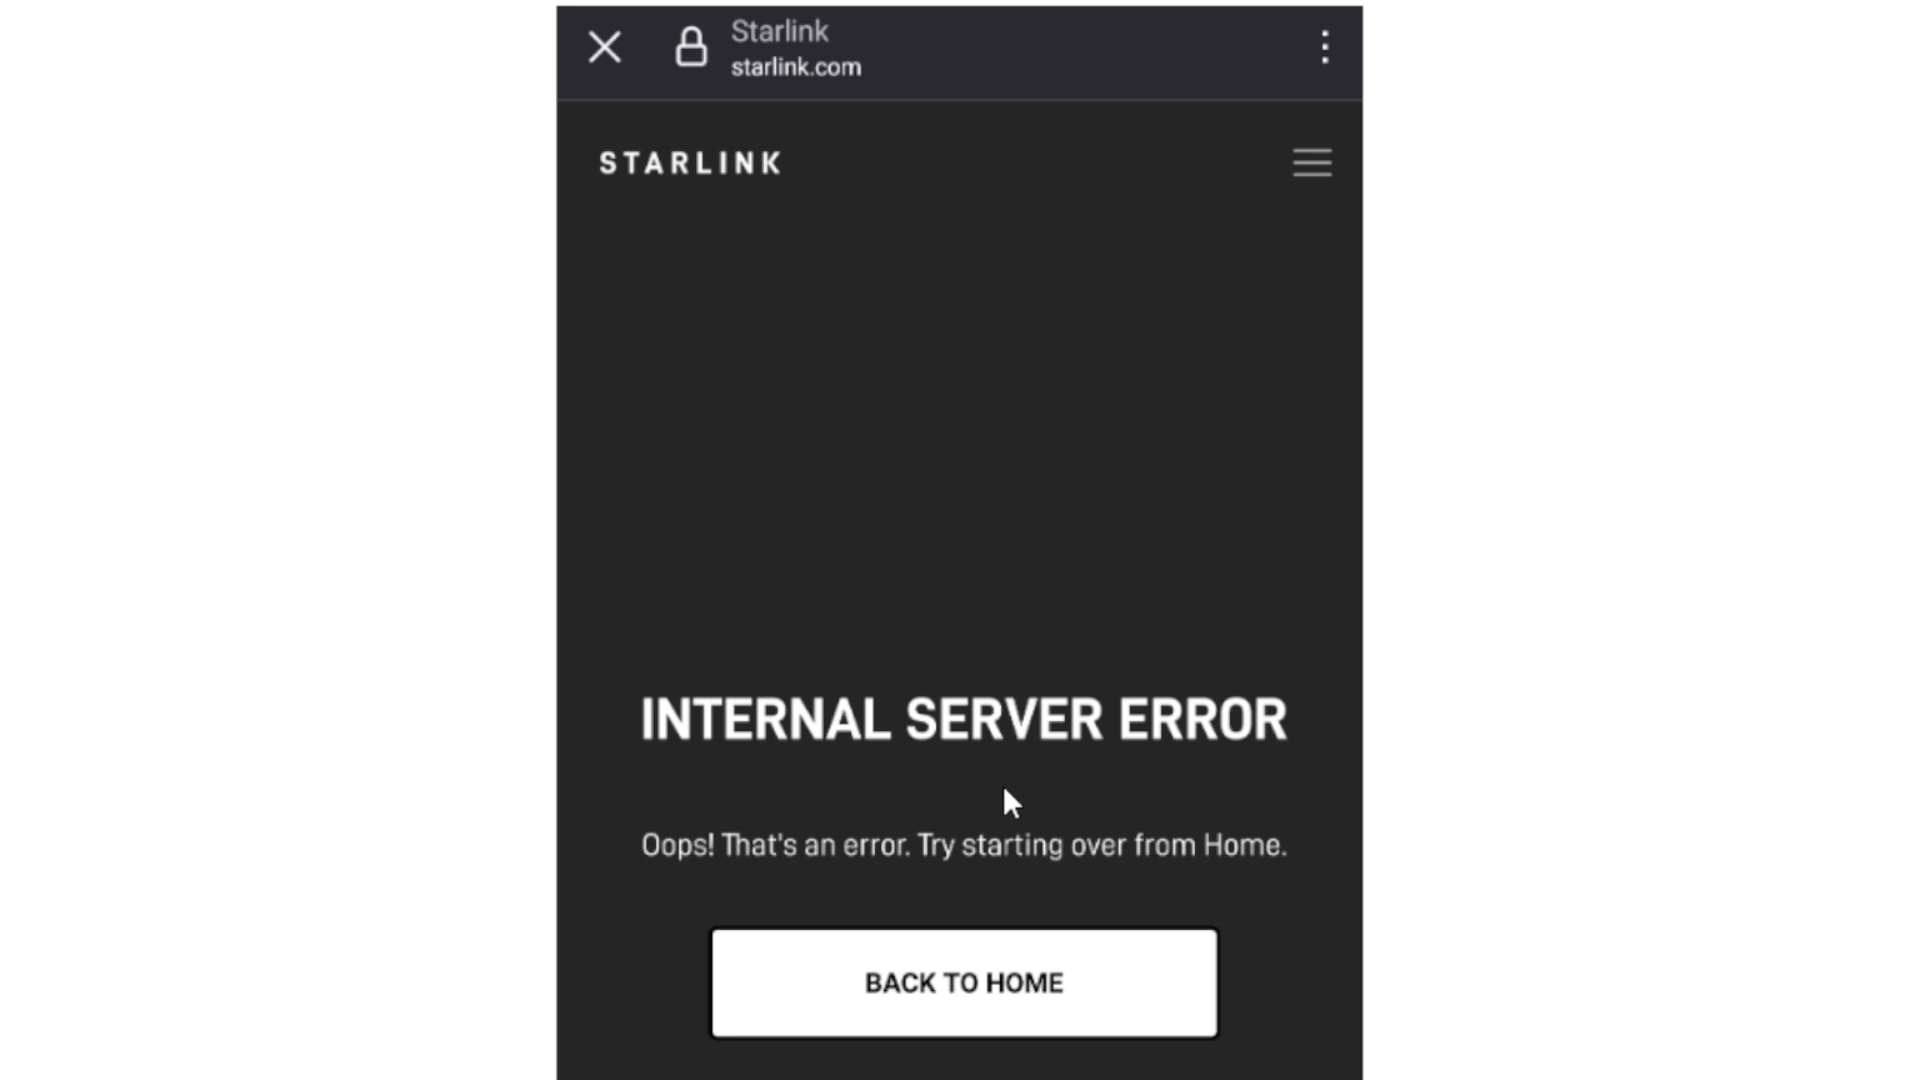 Starlink
starlink.com
STARLINK
INTERNAL SERVER ERROR
Oops! That's an error. Try starting over from Home.
BACK TO HOME